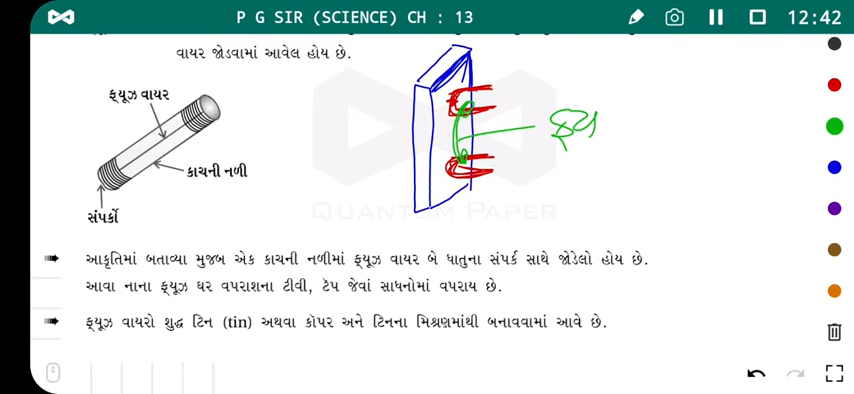 P G SIR (SCIENCE) CH : 13
12:42
વાયર જોડવામાં આવેલ હોય છે.
ફ્યૂઝ વાયર
કાચની નળી
સંપર્કો
QUANTOM PAPER
આકૃતિમાં બતાવ્યા મુજબ એક કાચની નળીમાં ફ્યૂઝ વાયર બે ધાતુના સંપર્ક સાથે જોડેલો હોય છે.
આવા નાના ફ્યૂઝ ઘર વપરાશના ટીવી, ટૅપ જેવાં સાધનોમાં વપરાય છે.
ફ્યૂઝ વાયરો શુદ્ધ ટિન (tin) અથવા કૉપર અને ટિનના મિશ્રણમાંથી બનાવવામાં આવે છે.